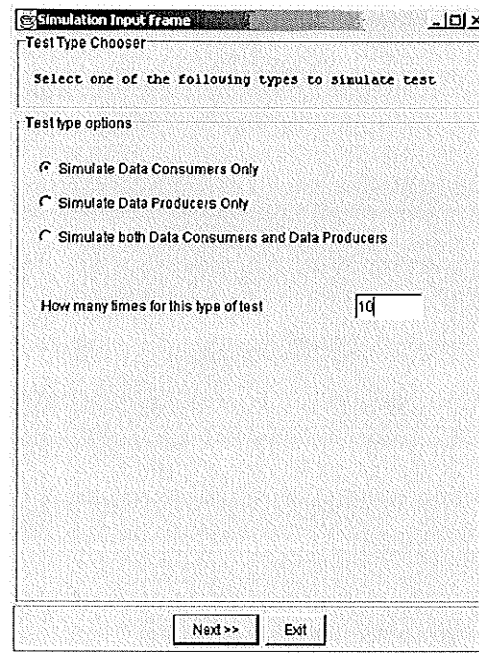 Simulation Input Frame
Test Type Chooser
Select one of the following types to simulate test
Test type options
Simulate Data Consumers Only
Simulate Data Producers Only
Simulate both Data Consumers and Data Producers
How many times for this type of test 10
Next >> Exit